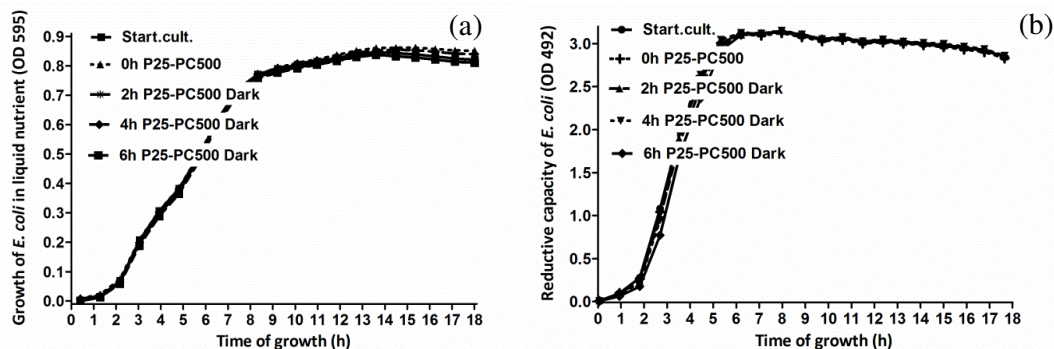 (a)
Growth of E. coli in liquid nutrient (OD 595)
0.9
0.8
0.7
0.6
0.5
0.4
0.3
0.2
0.1
0.0
Start.cult.
0h P25-PC500
2h P25-PC500 Dark
4h P25-PC500 Dark
6h P25-PC500 Dark
0 1 2 3 4 5 6 7 8 9 10 11 12 13 14 15 16 17 18
Time of growth (h)
(b)
Reductive capacity of E. coli (OD 492)
3.0
2.0
1.0
0.0
Start.cult.
0h P25-PC500
2h P25-PC500 Dark
4h P25-PC500 Dark
6h P25-PC500 Dark
0 1 2 3 4 5 6 7 8 9 10 11 12 13 14 15 16 17 18
Time of growth (h)